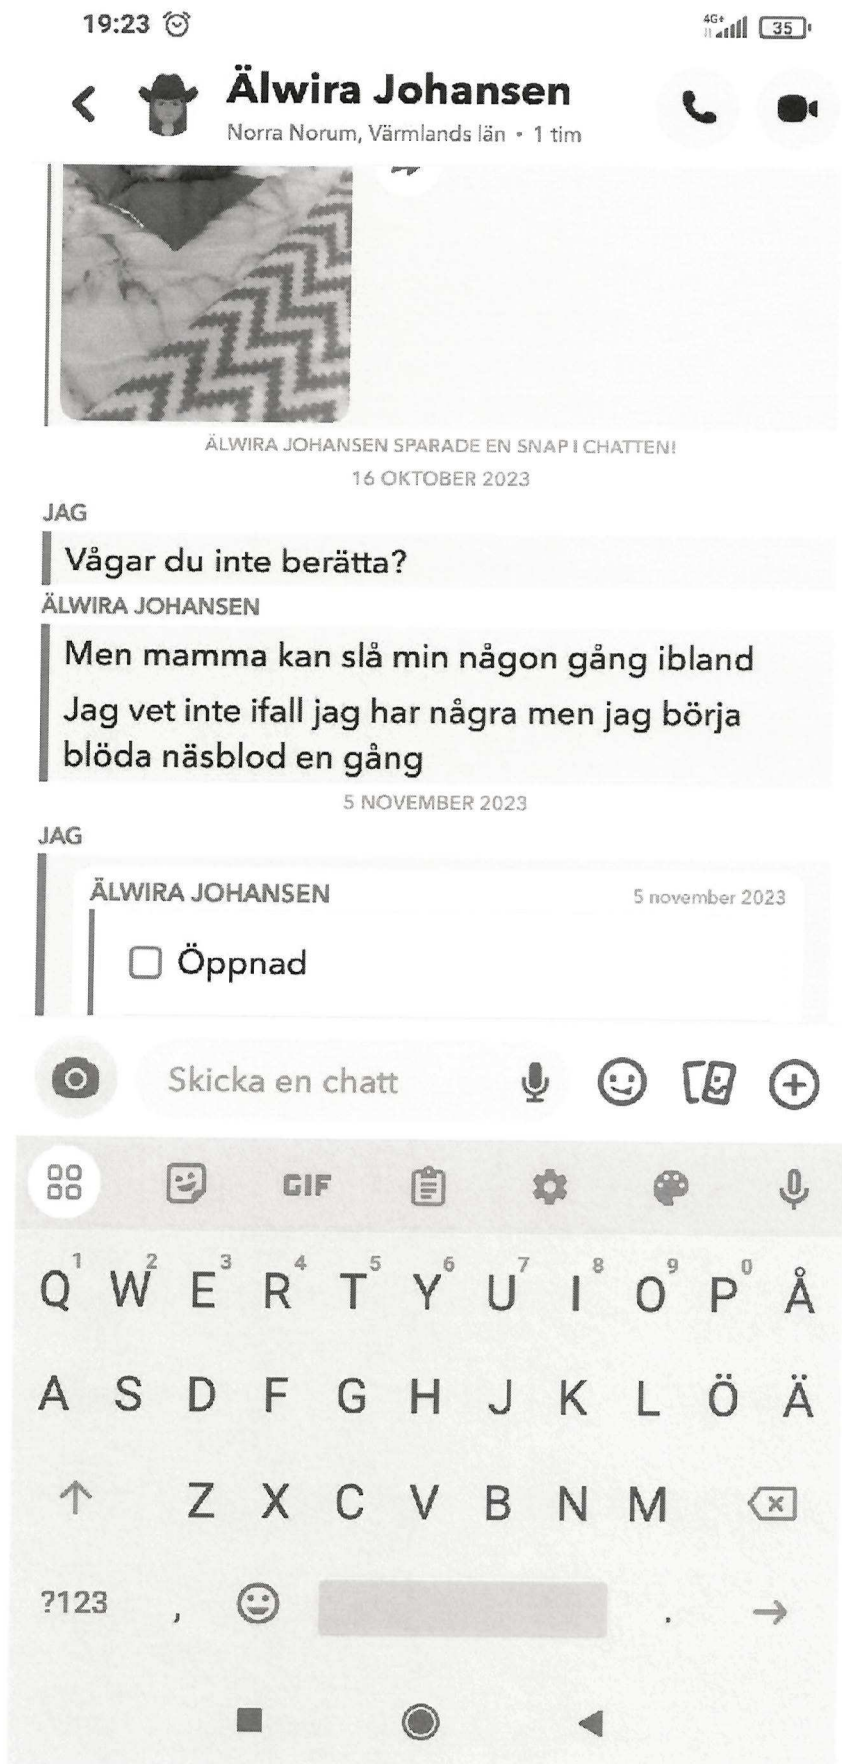 19:23
4G+
35
Älwira Johansen
Norra Norum, Värmlands län • 1 tim
ÄLWIRA JOHANSEN SPARADE EN SNAP I CHATTEN!
16 OKTOBER 2023
JAG
Vågar du inte berätta?
ÄLWIRA JOHANSEN
Men mamma kan slå min någon gång ibland
Jag vet inte ifall jag har några men jag börja
blöda näsblod en gång
5 NOVEMBER 2023
JAG
ÄLWIRA JOHANSEN 5 november 2023
Öppnad
Skicka en chatt
GIF
1 2 3 4 5 6 7 8 9 0
Q W E R T Y U I O P Å
A S D F G H J K L Ö Ä
Z X C V B N M
?123 , .